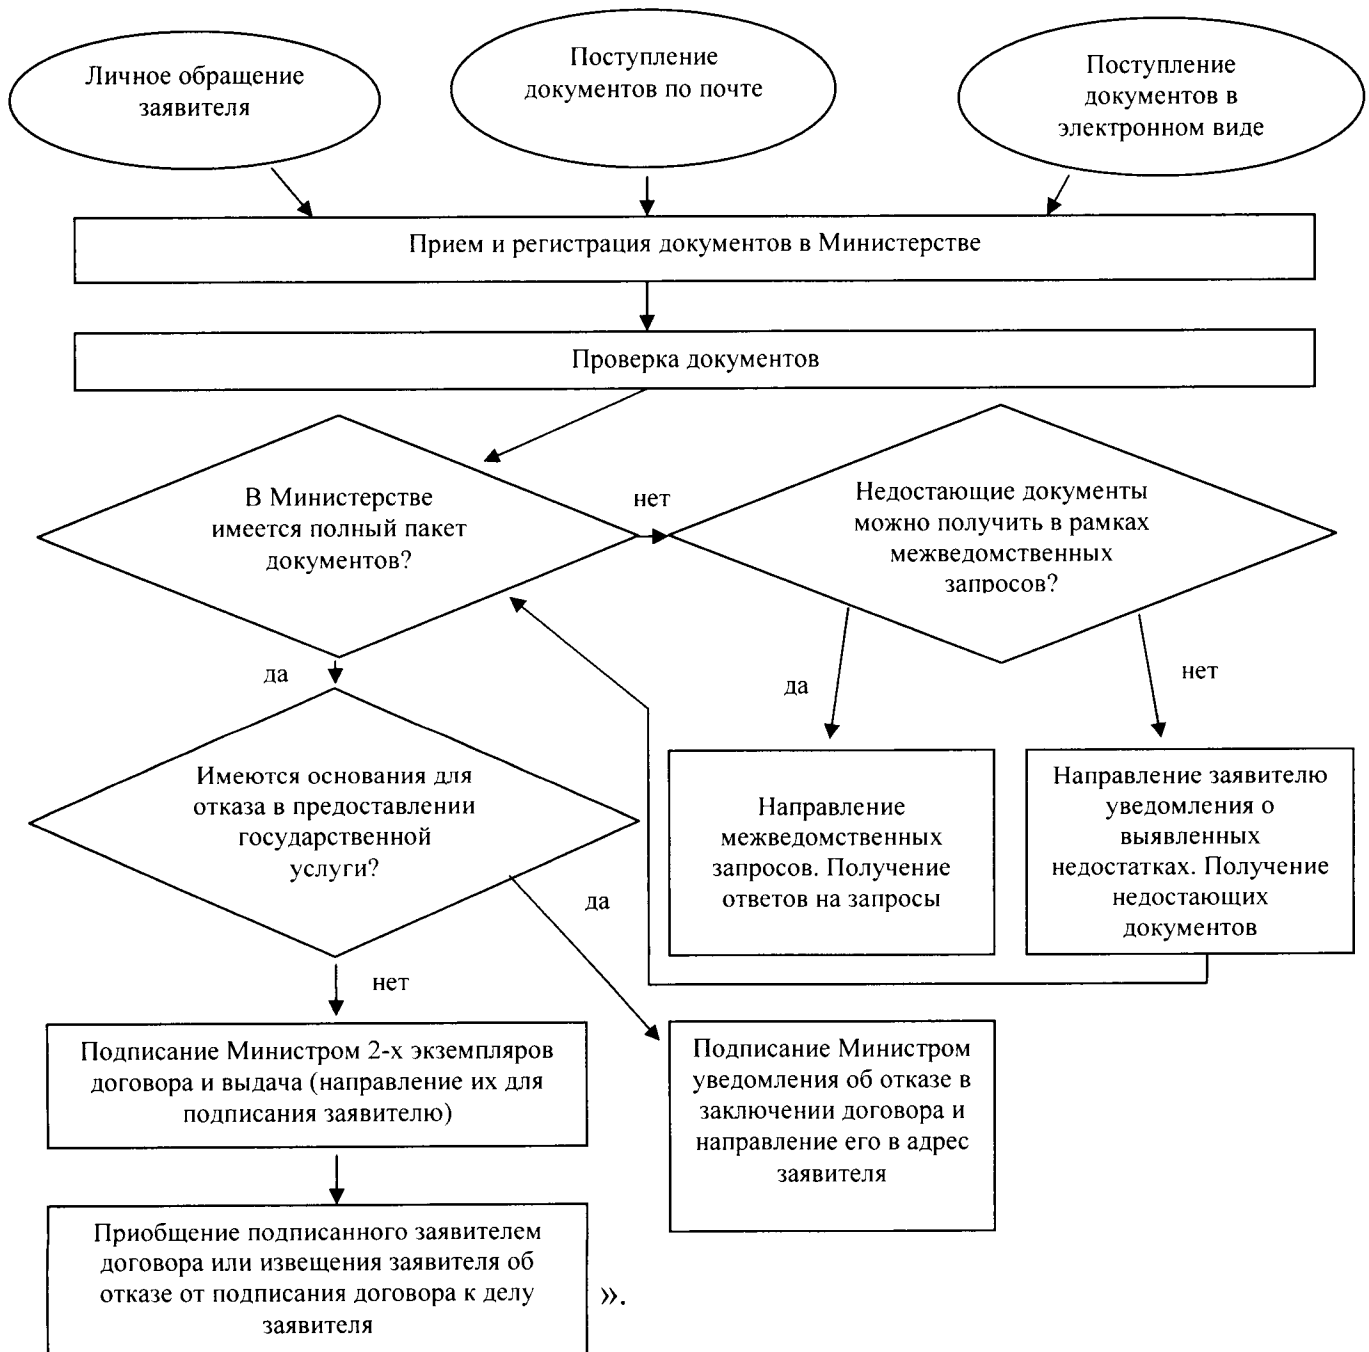 Личное обращение
заявителя
Поступление
документов по почте
Поступление
документов в
электронном виде
Прием и регистрация документов в Министерстве
Проверка документов
В Министерстве
имеется полный пакет
документов?
нет
Недостающие документы
можно получить в рамках
межведомственных
запросов?
да
да
нет
Имеются основания для
отказа в предоставлении
государственной
услуги?
Направление
межведомственных
запросов. Получение
ответов на запросы
Направление заявителю
уведомления о
выявленных
недостатках. Получение
недостающих
документов
да
нет
Подписание Министром 2-х экземпляров
договора и выдача (направление их для
подписания заявителю)
Подписание Министром
уведомления об отказе в
заключении договора и
направление его в адрес
заявителя
Приобщение подписанного заявителем
договора или извещения заявителя об
отказе от подписания договора к делу
заявителя
».